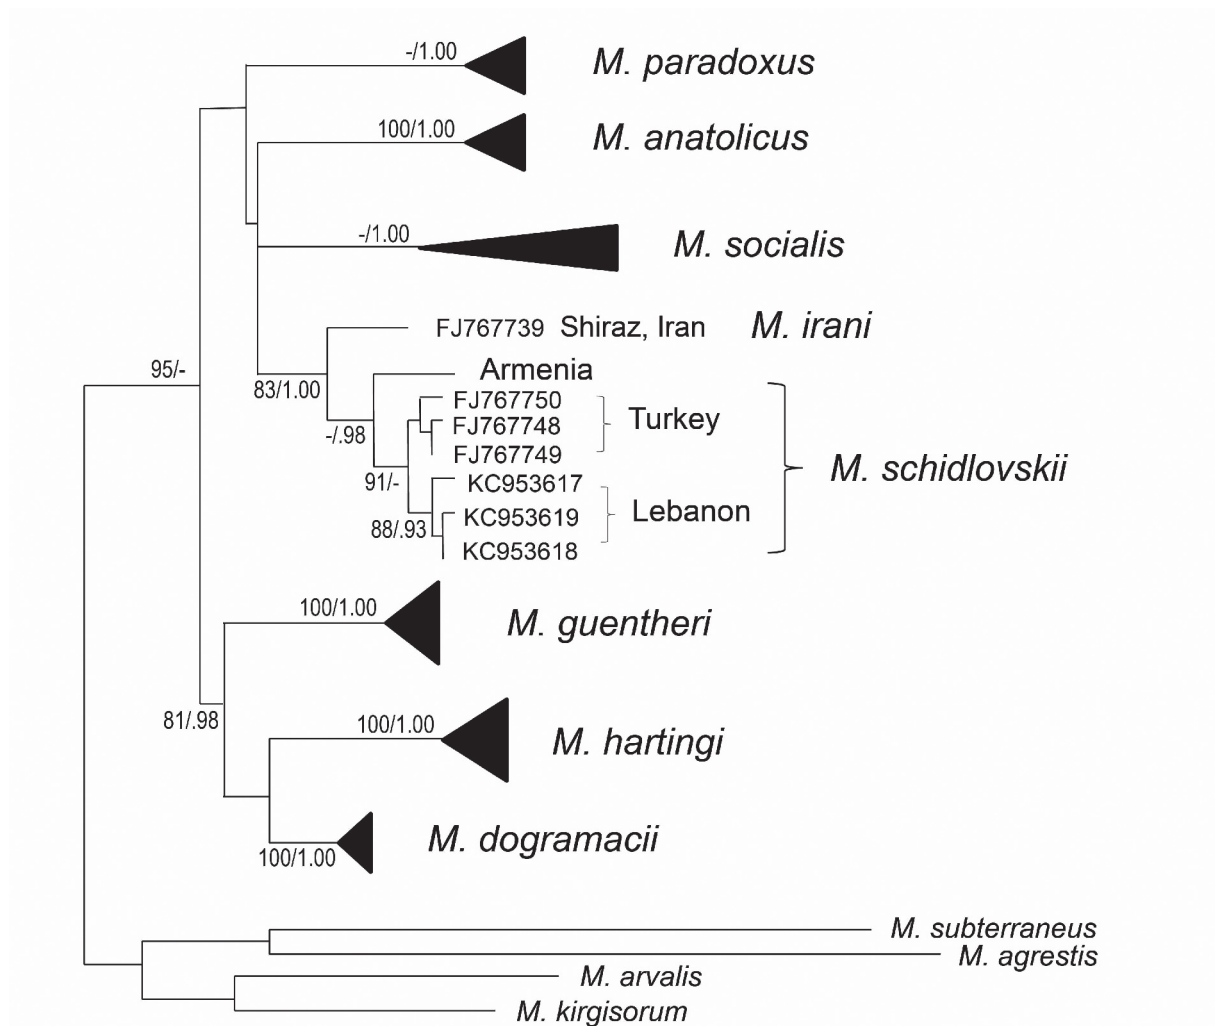 -/1.00
M. paradoxus
100/1.00
M. anatolicus
-/1.00
M. socialis
FJ767739 Shiraz, Iran M. irani
95/-
83/1.00
Armenia
FJ767750
FJ767748
FJ767749
Turkey
-/.98
91/-
M. schidlovskii
KC953617
KC953619
KC953618
Lebanon
88/.93
100/1.00
M. guentheri
81/.98
100/1.00
M. hartingi
M. dogramacii
100/1.00
M. subterraneus
M. agrestis
M. arvalis
M. kirgisorum